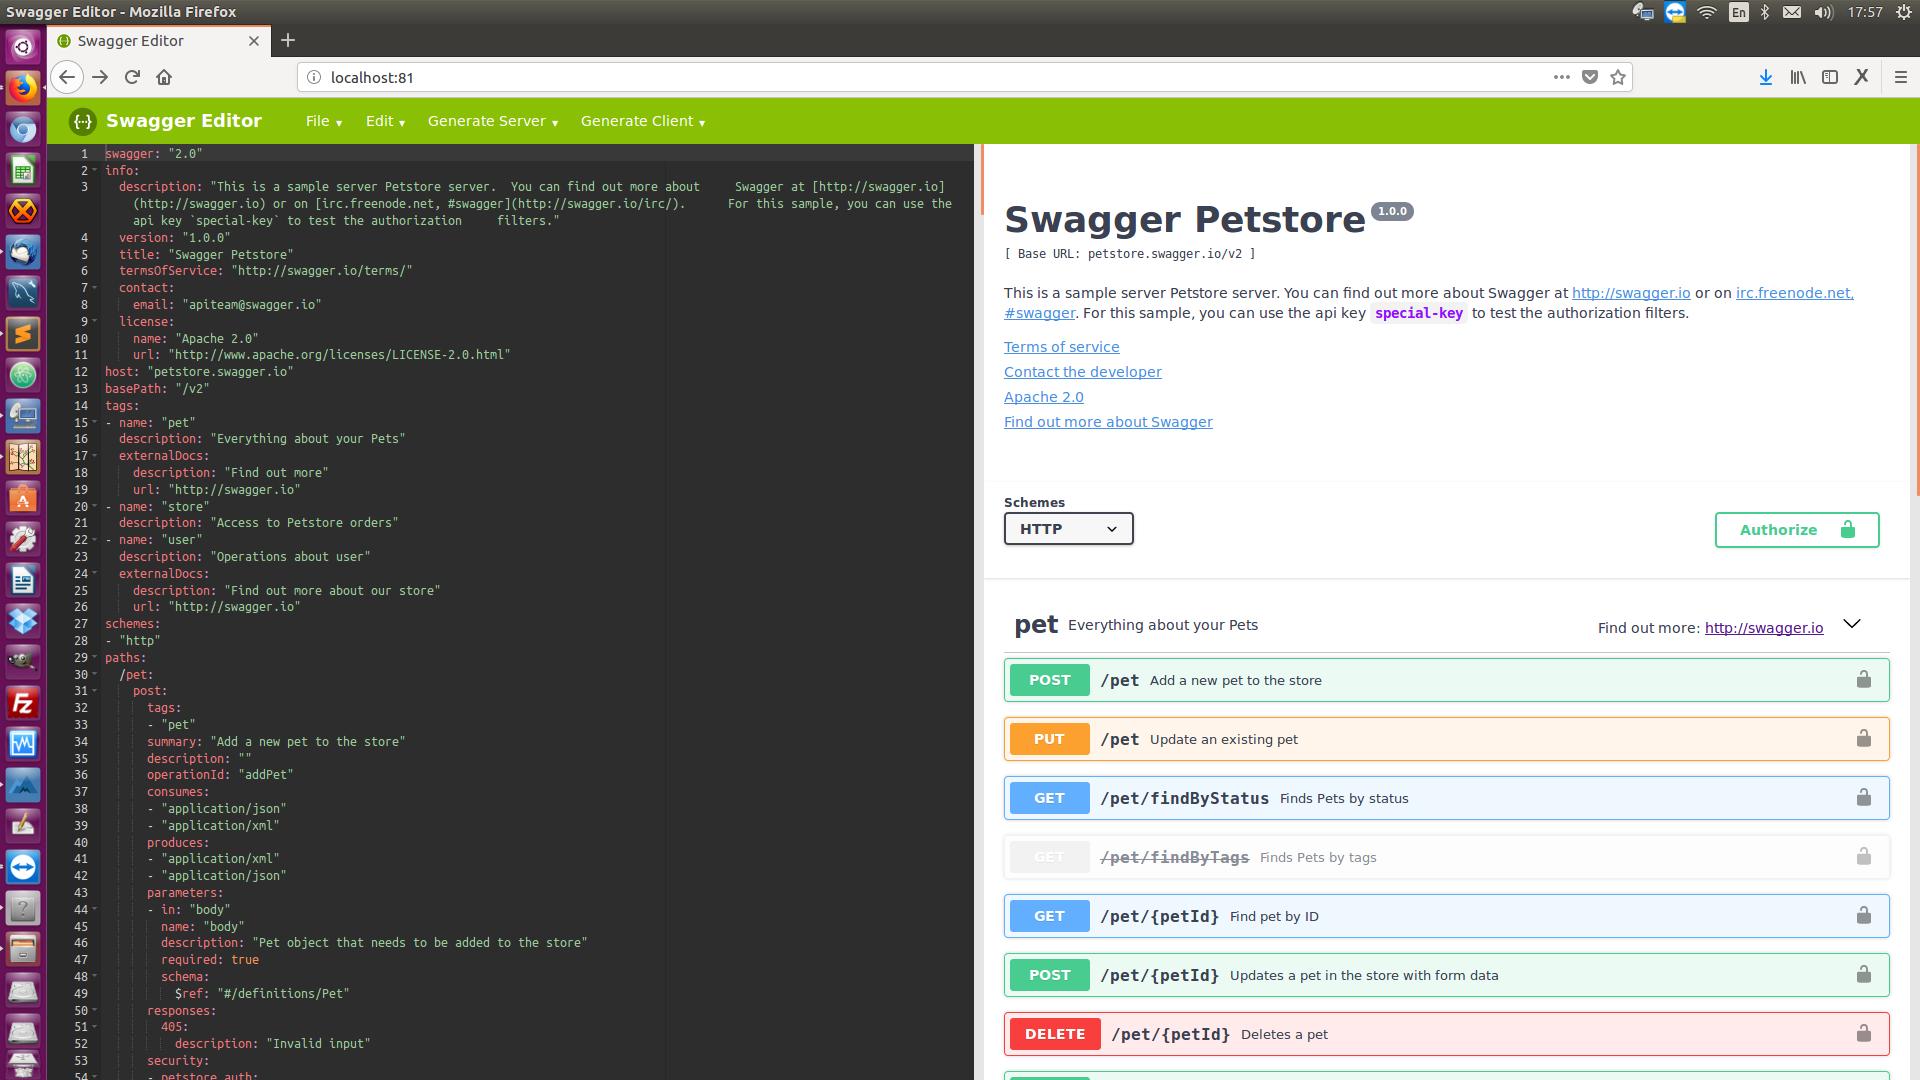 Swagger Editor - Mozilla Firefox
En
17:57
Swagger Editor
localhost:81
Swagger Editor File Edit Generate Server Generate Client
1 swagger: "2.0"
2 info:
3 description: "This is a sample server Petstore server.  You can find out more about     Swagger at [http://swagger.io]
(http://swagger.io) or on [irc.freenode.net, #swagger](http://swagger.io/irc/).      For this sample, you can use the
api key `special-key` to test the authorization     filters."
4 version: "1.0.0"
5 title: "Swagger Petstore"
6 termsOfService: "http://swagger.io/terms/"
7 contact:
8 email: "apiteam@swagger.io"
9 license:
10 name: "Apache 2.0"
11 url: "http://www.apache.org/licenses/LICENSE-2.0.html"
12 host: "petstore.swagger.io"
13 basePath: "/v2"
14 tags:
15 - name: "pet"
16 description: "Everything about your Pets"
17 externalDocs:
18 description: "Find out more"
19 url: "http://swagger.io"
20 - name: "store"
21 description: "Access to Petstore orders"
22 - name: "user"
23 description: "Operations about user"
24 externalDocs:
25 description: "Find out more about our store"
26 url: "http://swagger.io"
27 schemes:
28 - "http"
29 paths:
30 /pet:
31 post:
32 tags:
33 - "pet"
34 summary: "Add a new pet to the store"
35 description: ""
36 operationId: "addPet"
37 consumes:
38 - "application/json"
39 - "application/xml"
40 produces:
41 - "application/xml"
42 - "application/json"
43 parameters:
44 - in: "body"
45 name: "body"
46 description: "Pet object that needs to be added to the store"
47 required: true
48 schema:
49 $ref: "#/definitions/Pet"
50 responses:
51 405:
52 description: "Invalid input"
53 security:
54 - petstore_auth:
Swagger Petstore 1.0.0
[ Base URL: petstore.swagger.io/v2 ]
This is a sample server Petstore server. You can find out more about Swagger at http://swagger.io or on irc.freenode.net,
#swagger. For this sample, you can use the api key special-key to test the authorization filters.
Terms of service
Contact the developer
Apache 2.0
Find out more about Swagger
Schemes
HTTP
Authorize
pet Everything about your Pets Find out more: http://swagger.io
POST /pet Add a new pet to the store
PUT /pet Update an existing pet
GET /pet/findByStatus Finds Pets by status
GET /pet/findByTags Finds Pets by tags
GET /pet/{petId} Find pet by ID
POST /pet/{petId} Updates a pet in the store with form data
DELETE /pet/{petId} Deletes a pet